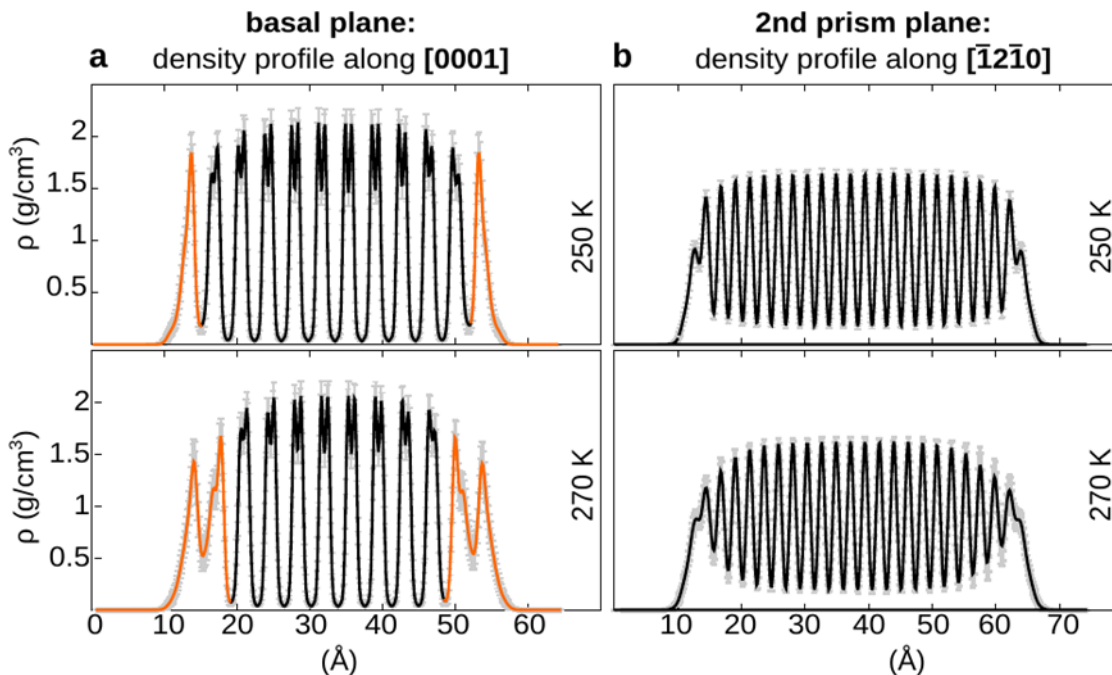 basal plane:
a density profile along [0001]
2nd prism plane:
b density profile along [1̅21̅0]
ρ (g/cm³)
2
1.5
1
0.5
250 K
250 K
ρ (g/cm³)
2
1.5
1
0.5
270 K
270 K
0 10 20 30 40 50 60
(Å)
10 20 30 40 50 60 70
(Å)